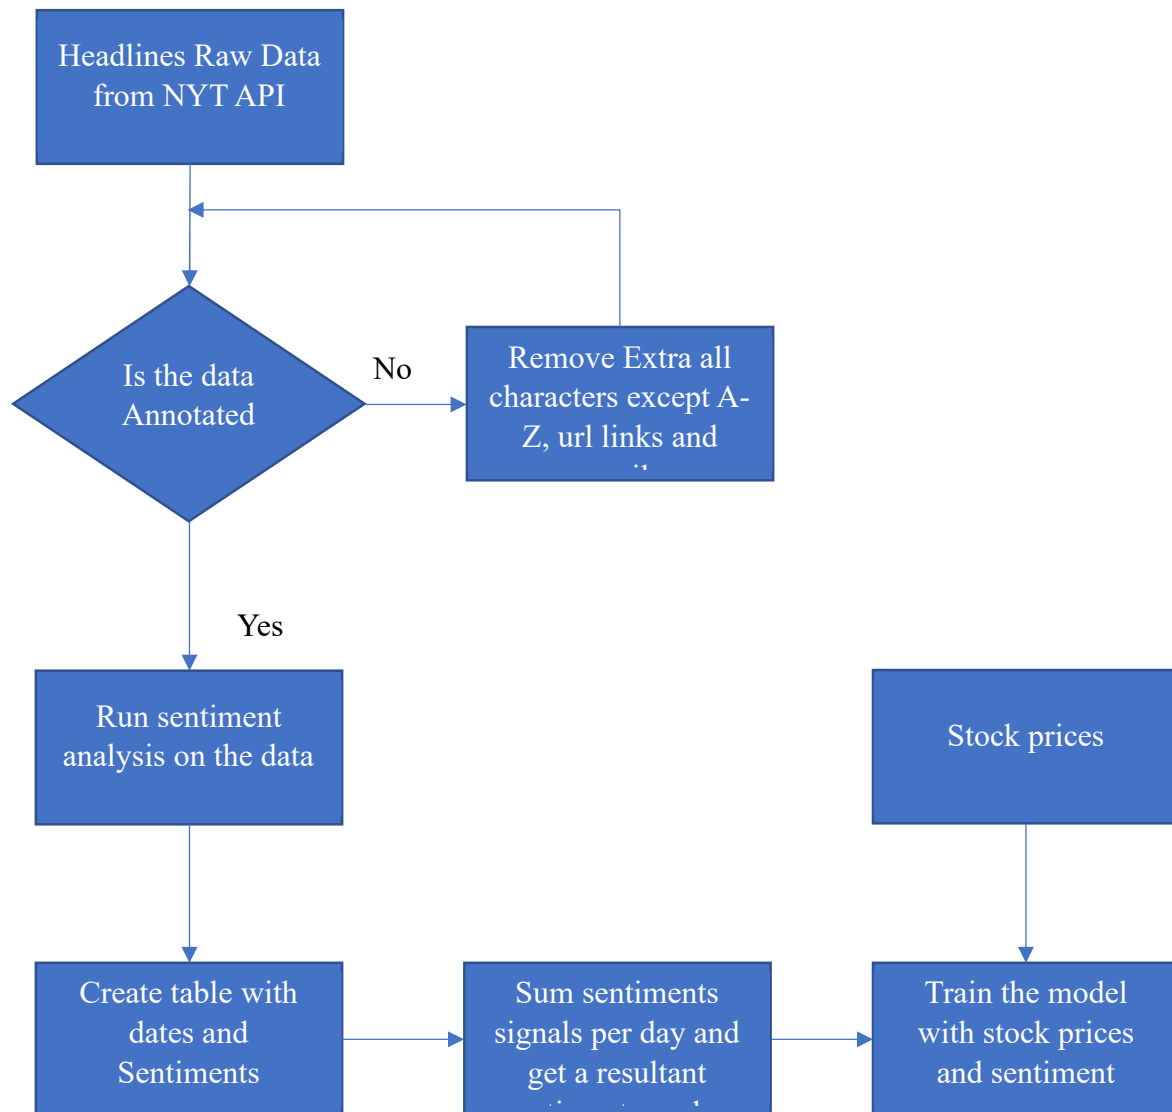 Headlines Raw Data
from NYT API
Is the data
Annotated
No
Remove Extra all
characters except A-
Z, url links and
Yes
Run sentiment
analysis on the data
Stock prices
Create table with
dates and
Sentiments
Sum sentiments
signals per day and
get a resultant
Train the model
with stock prices
and sentiment